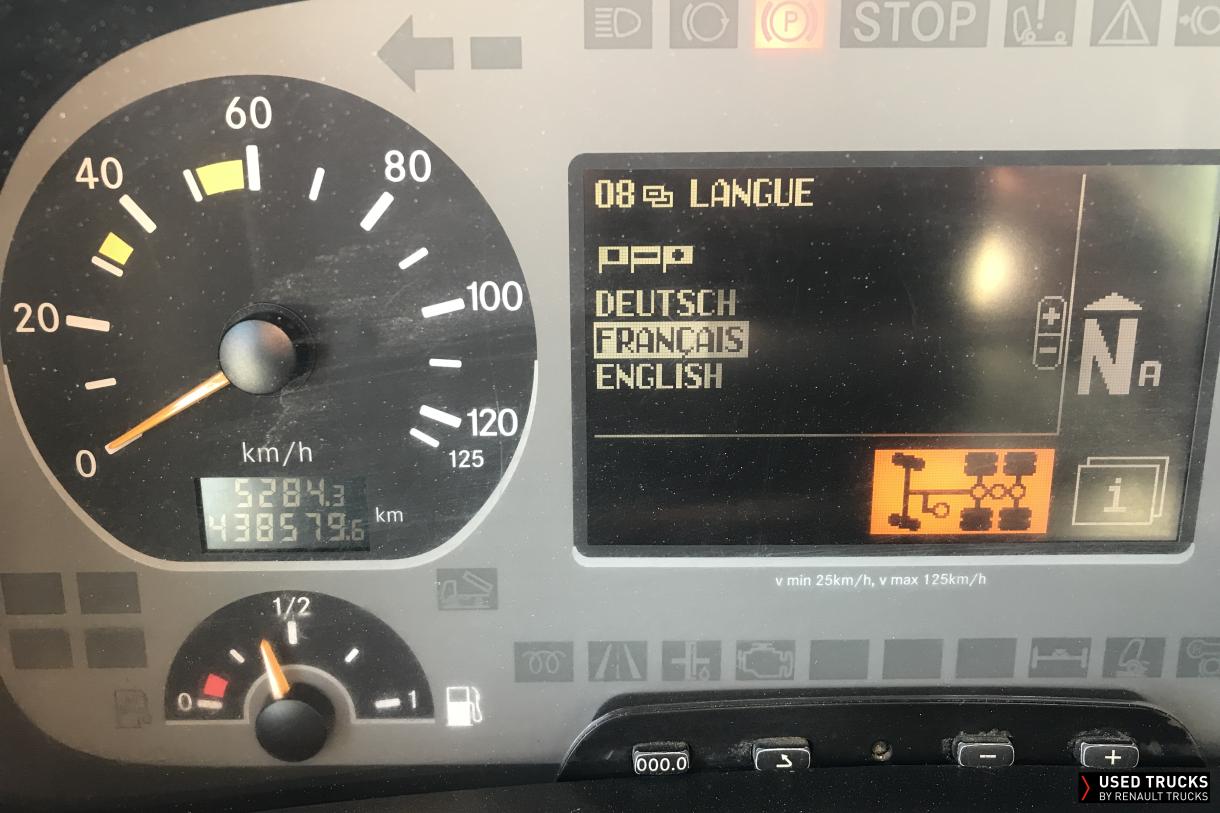 P
STOP
60
40
80
20
100
0
120
125
km/h
5284.3
438579.6
km
08 LANGUE
DEUTSCH
FRANÇAIS
ENGLISH
+
−
N A
i
v min 25km/h, v max 125km/h
1/2
0
1
000.0
−
+
USED TRUCKS
BY RENAULT TRUCKS